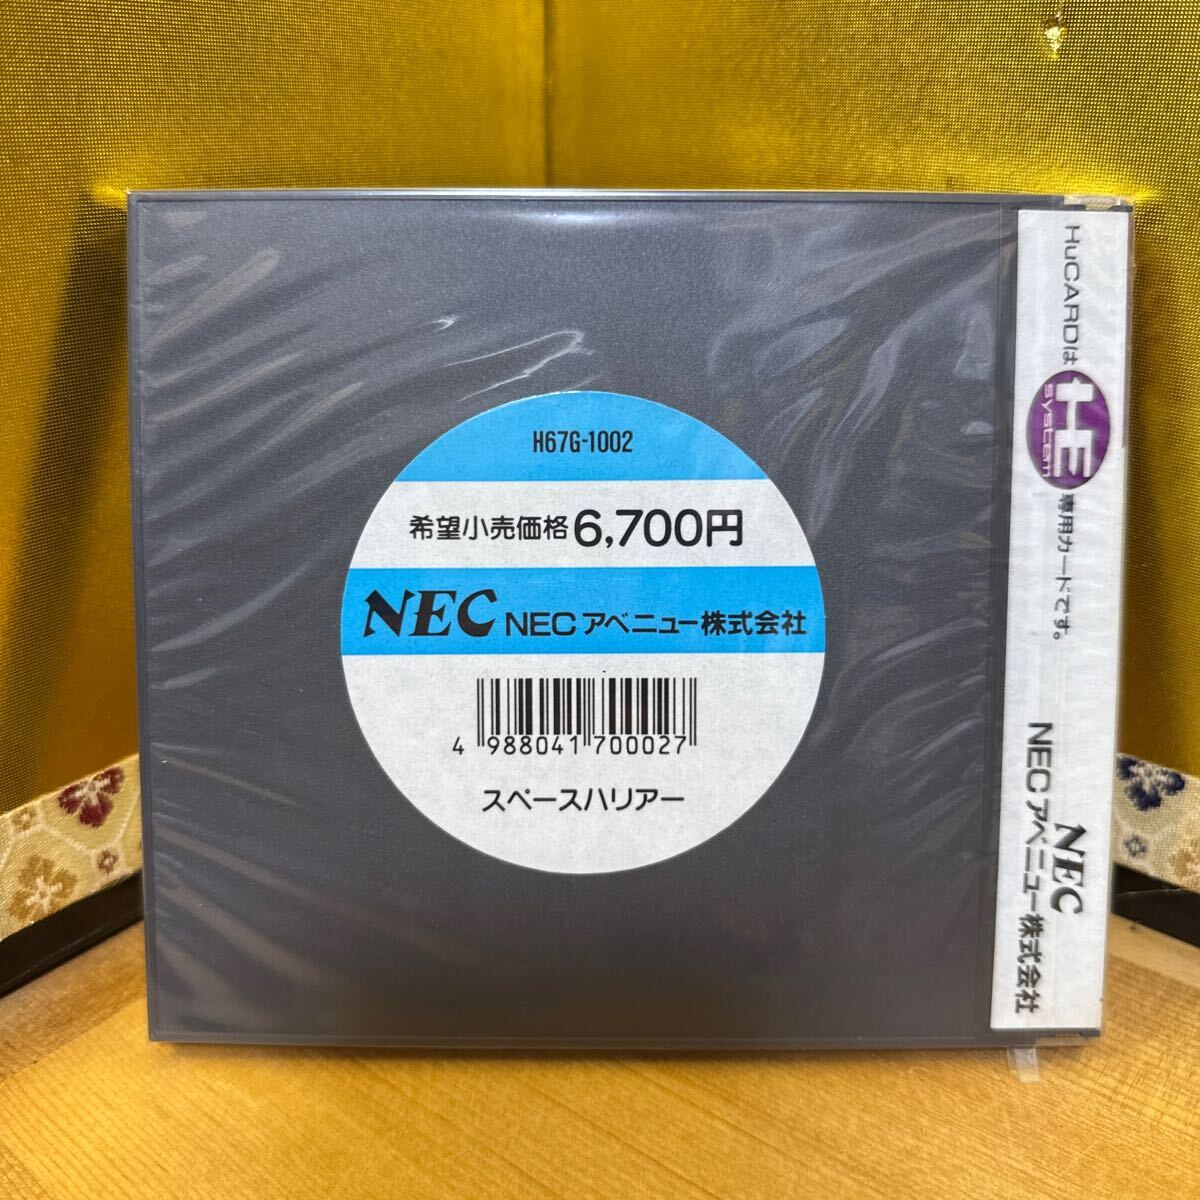 H67G-1002
希望小売価格6,700円
NEC NECアベニュー株式会社
4 988041 700027
スペースハリアー
HuCARDは HE system 専用カードです。
NEC
NECアベニュー株式会社